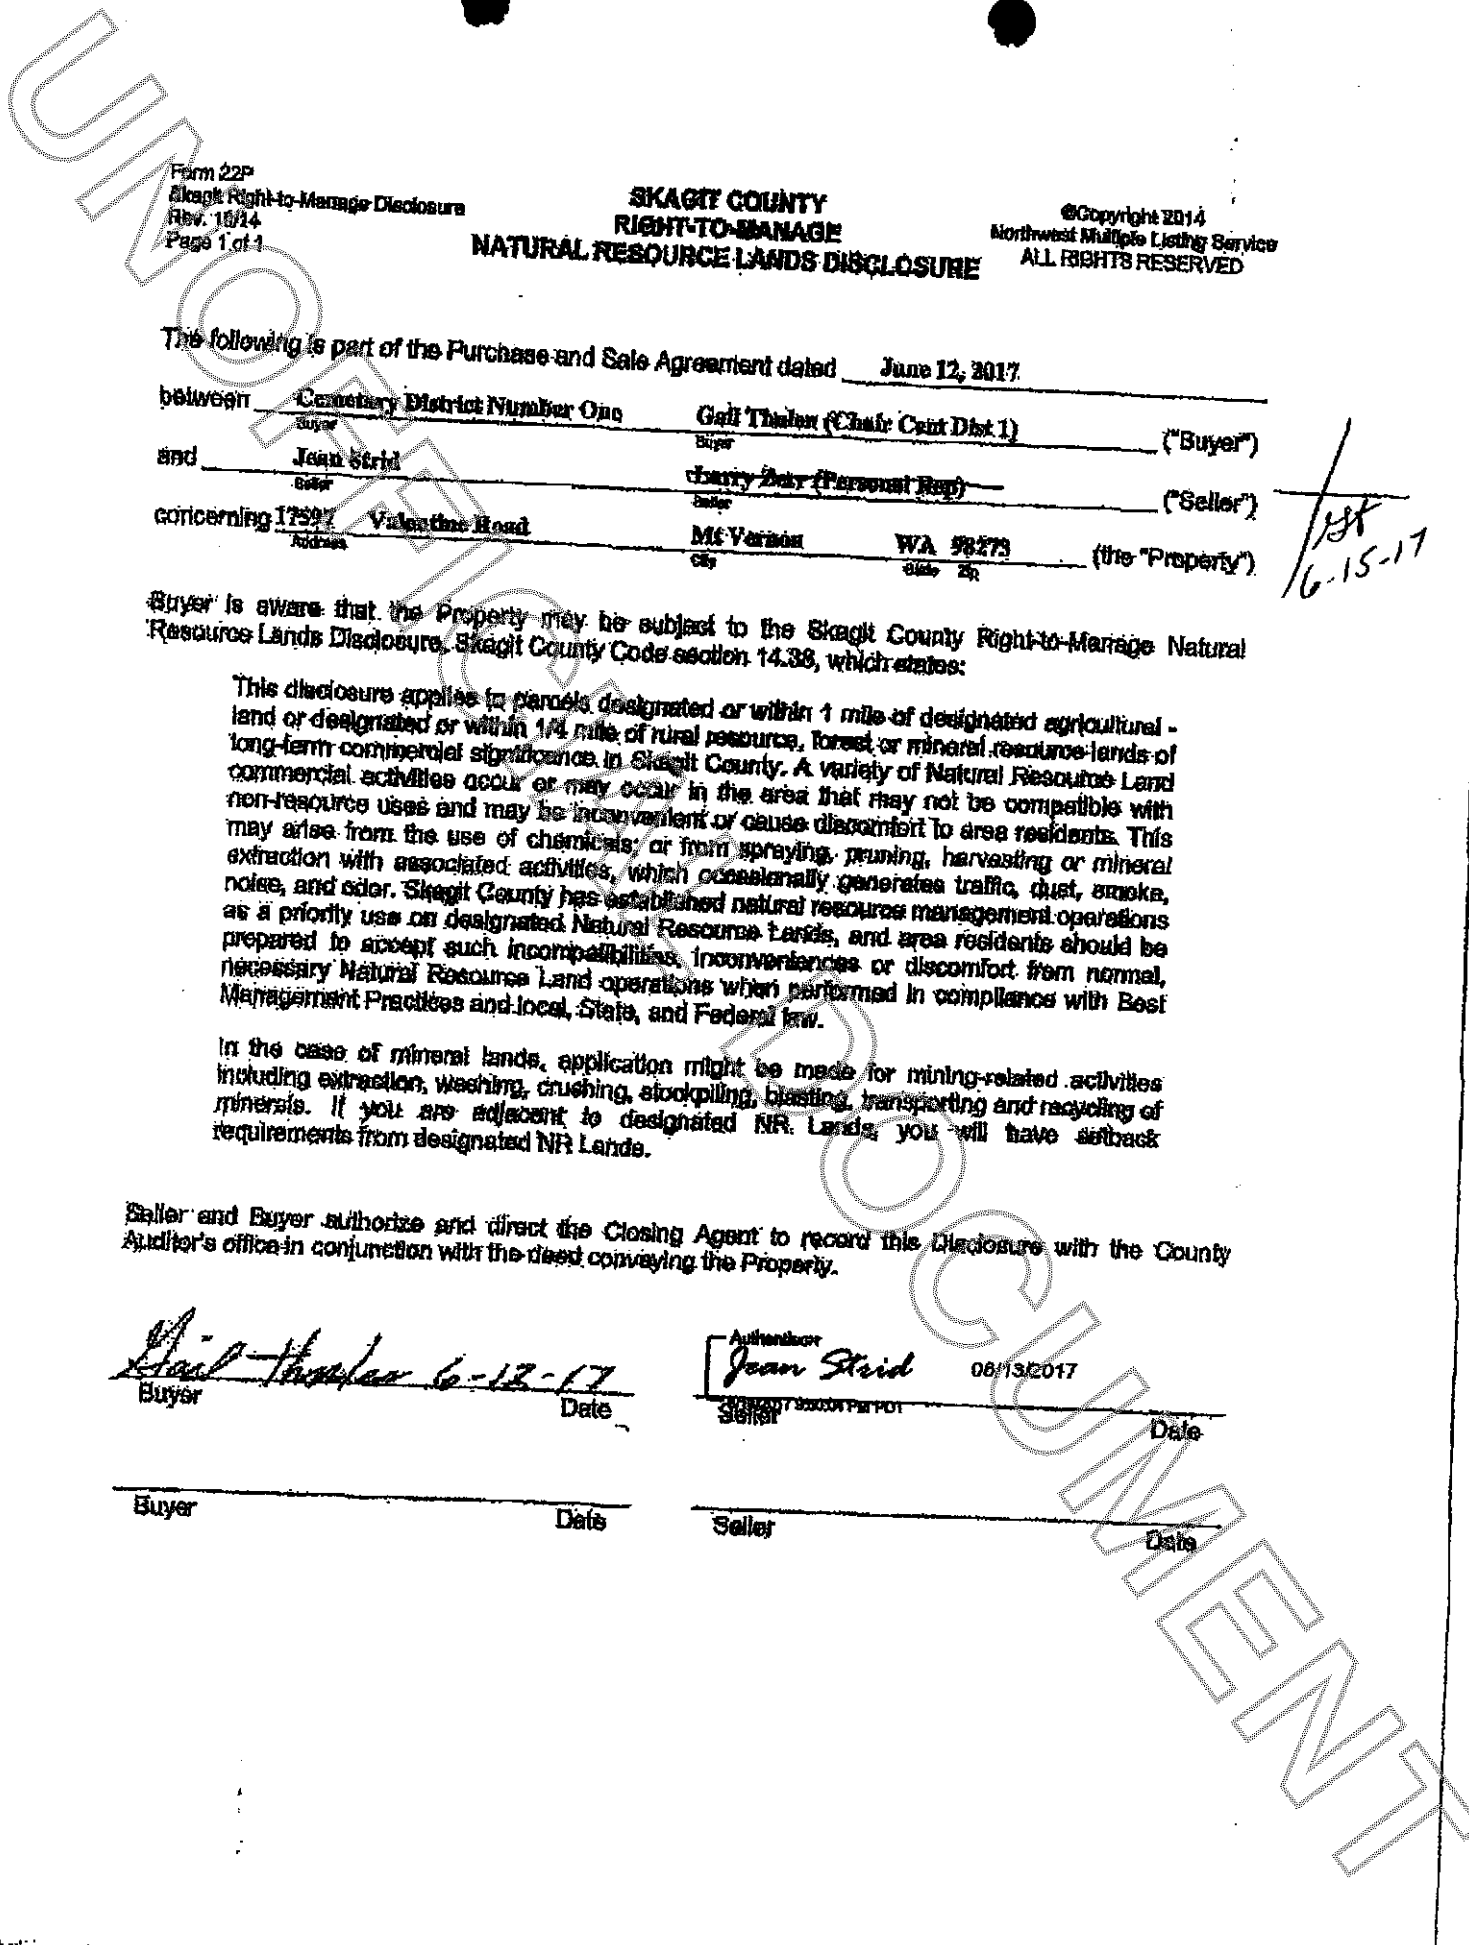 Form 22P
Skagit Right-to-Manage Disclosure
Rev. 10/14
Page 1 of 1
SKAGIT COUNTY
RIGHT-TO-MANAGE
NATURAL RESOURCE LANDS DISCLOSURE
©Copyright 2014
Northwest Multiple Listing Service
ALL RIGHTS RESERVED
The following is part of the Purchase and Sale Agreement dated June 12, 2017
between Cemetery District Number One Gail Thulen (Chair Cent Dist 1) ("Buyer")
Buyer Buyer
and Jean Strid Larry (Personal Rep) ("Seller")
Seller Seller
concerning 17597 Valentine Road Mt Vernon WA 98273 (the "Property")
Address City State Zip
6-15-17
Buyer is aware that the Property may be subject to the Skagit County Right-to-Manage Natural
Resource Lands Disclosure, Skagit County Code section 14.38, which states:
This disclosure applies to parcels designated or within 1 mile of designated agricultural -
land or designated or within 1/4 mile of rural resource, forest or mineral resource lands of
long-term commercial significance in Skagit County. A variety of Natural Resource Land
commercial activities occur or may occur in the area that may not be compatible with
non-resource uses and may be inconvenient or cause discomfort to area residents. This
may arise from the use of chemicals; or from spraying, pruning, harvesting or mineral
extraction with associated activities, which occasionally generates traffic, dust, smoke,
noise, and odor. Skagit County has established natural resource management operations
as a priority use on designated Natural Resource Lands, and area residents should be
prepared to accept such incompatibilities, inconveniences or discomfort from normal,
necessary Natural Resource Land operations when performed in compliance with Best
Management Practices and local, State, and Federal law.
In the case of mineral lands, application might be made for mining-related activities
including extraction, washing, crushing, stockpiling, blasting, transporting and recycling of
minerals. If you are adjacent to designated NR Lands, you will have setback
requirements from designated NR Lands.
Seller and Buyer authorize and direct the Closing Agent to record this Disclosure with the County
Auditor's office in conjunction with the deed conveying the Property.
Gail Thulen 6-12-17
Buyer Date
Authentisign
Jean Strid 06/13/2017
Seller Date
Buyer Date
Seller Date
UNOFFICIAL DOCUMENT